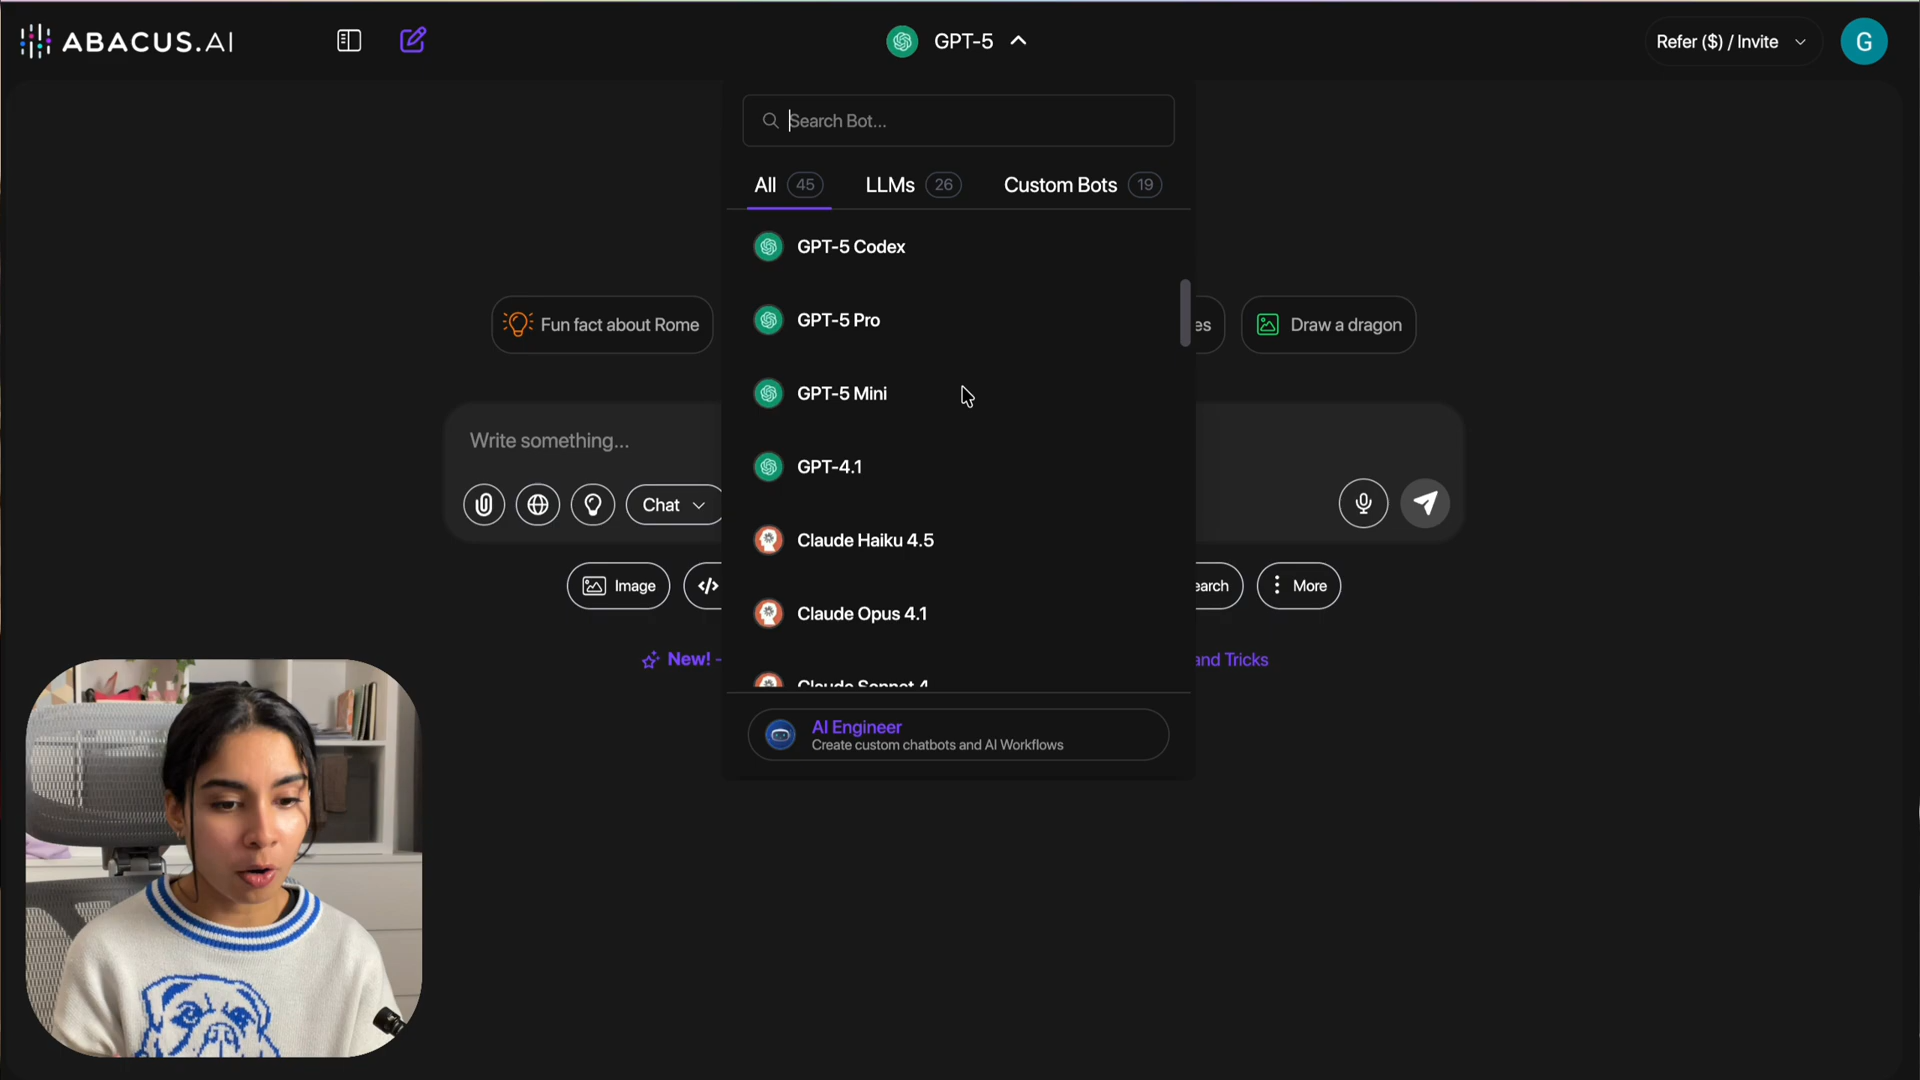 ABACUS.AI
GPT-5
Refer ($) / Invite
G
Search Bot...
All 45
LLMs 26
Custom Bots 19
GPT-5 Codex
GPT-5 Pro
GPT-5 Mini
GPT-4.1
Claude Haiku 4.5
Claude Opus 4.1
Claude Sonnet 4
AI Engineer
Create custom chatbots and AI Workflows
Fun fact about Rome
es
Draw a dragon
Write something...
Chat
Image
</>
earch
More
New! -
and Tricks